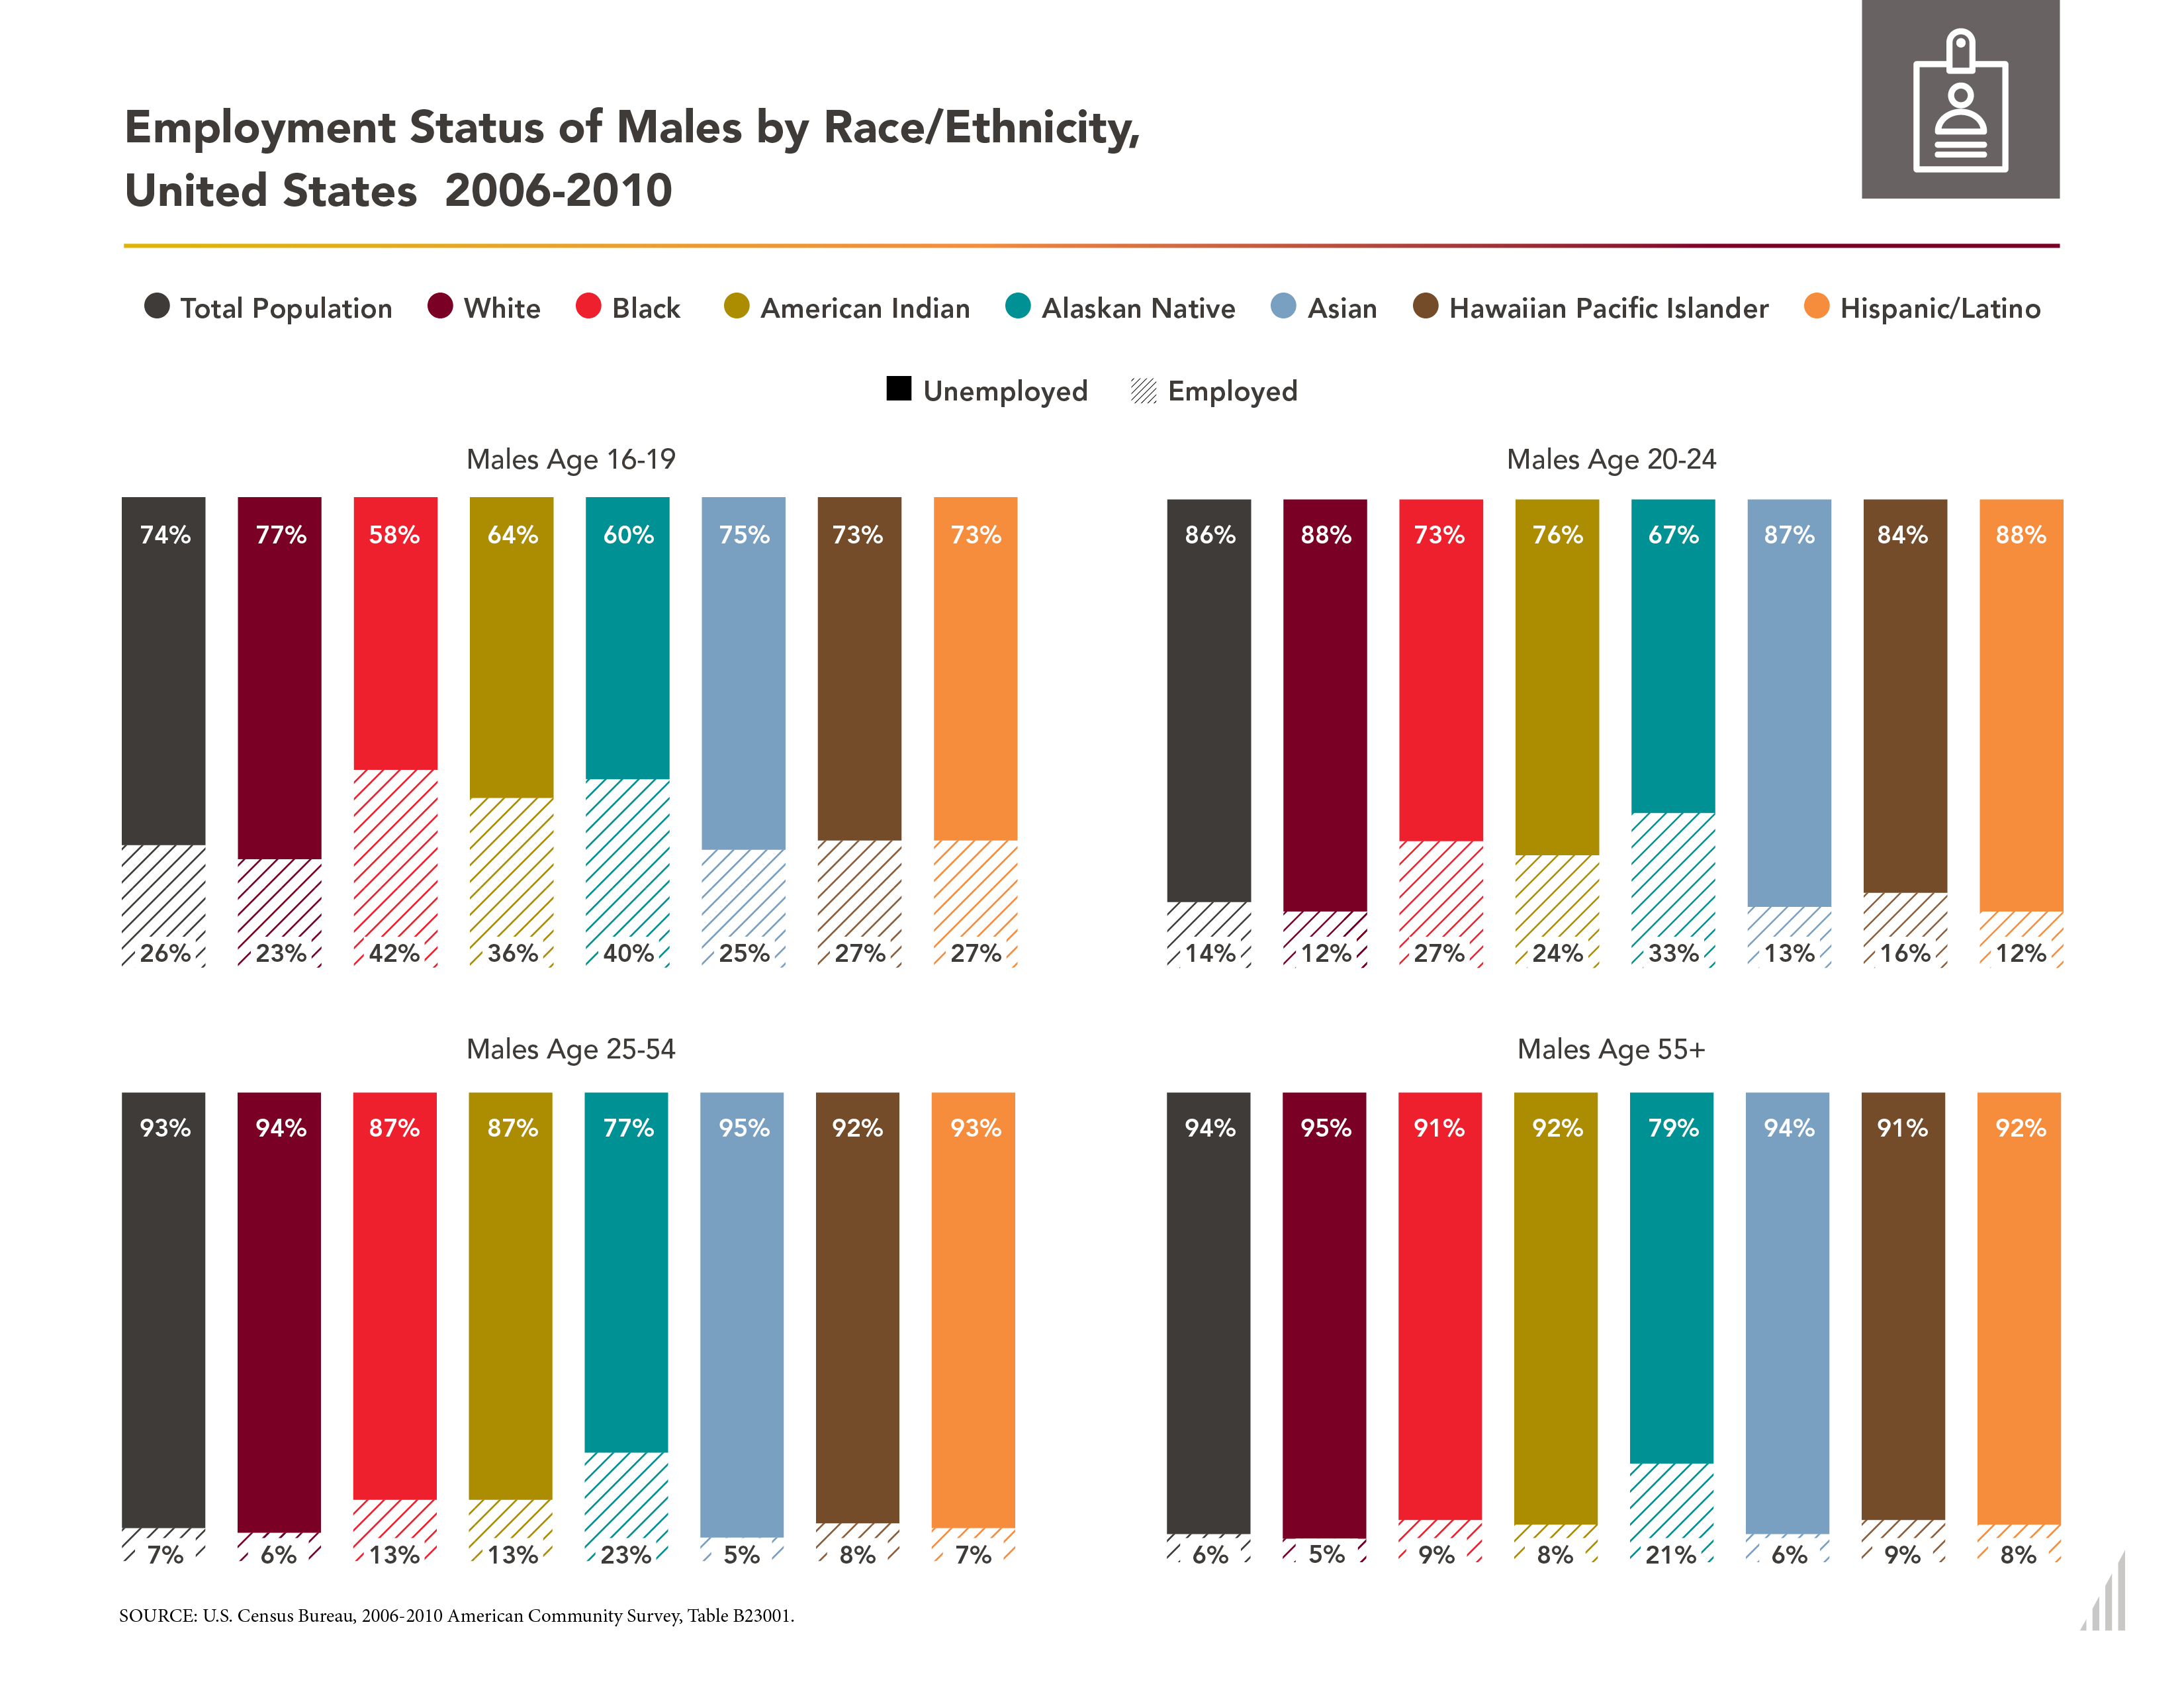 Employment Status of Males by Race/Ethnicity,
United States 2006-2010
Total Population White Black American Indian Alaskan Native Asian Hawaiian Pacific Islander Hispanic/Latino
Unemployed Employed
Males Age 16-19
74% 77% 58% 64% 60% 75% 73% 73%
26% 23% 42% 36% 40% 25% 27% 27%
Males Age 20-24
86% 88% 73% 76% 67% 87% 84% 88%
14% 12% 27% 24% 33% 13% 16% 12%
Males Age 25-54
93% 94% 87% 87% 77% 95% 92% 93%
7% 6% 13% 13% 23% 5% 8% 7%
Males Age 55+
94% 95% 91% 92% 79% 94% 91% 92%
6% 5% 9% 8% 21% 6% 9% 8%
SOURCE: U.S. Census Bureau, 2006-2010 American Community Survey, Table B23001.